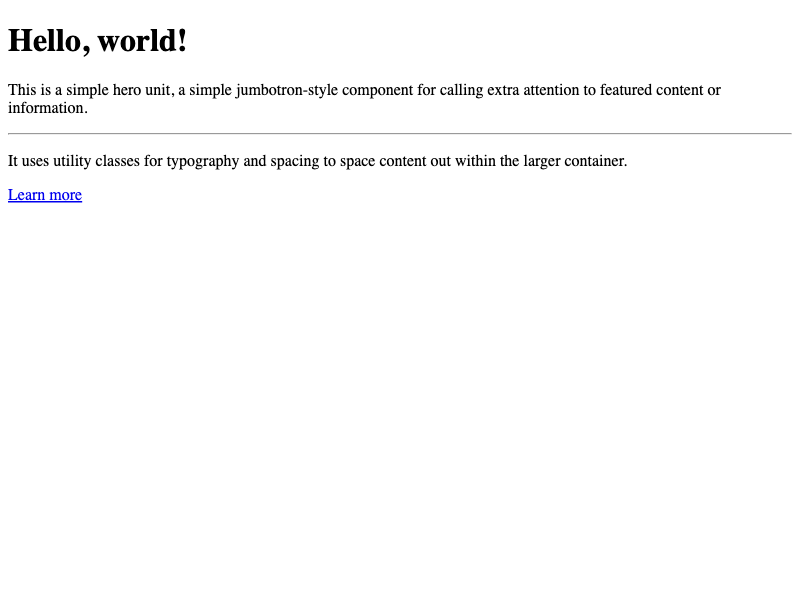 Hello, world!
This is a simple hero unit, a simple jumbotron-style component for calling extra attention to featured content or
information.
It uses utility classes for typography and spacing to space content out within the larger container.
Learn more